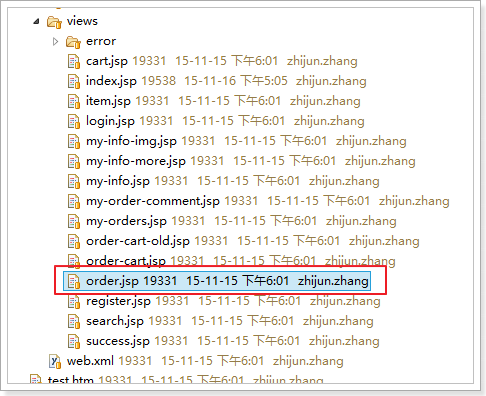 views
error
cart.jsp 19331 15-11-15 下午6:01 zhijun.zhang
index.jsp 19538 15-11-16 下午5:05 zhijun.zhang
item.jsp 19331 15-11-15 下午6:01 zhijun.zhang
login.jsp 19331 15-11-15 下午6:01 zhijun.zhang
my-info-img.jsp 19331 15-11-15 下午6:01 zhijun.zhang
my-info-more.jsp 19331 15-11-15 下午6:01 zhijun.zhang
my-info.jsp 19331 15-11-15 下午6:01 zhijun.zhang
my-order-comment.jsp 19331 15-11-15 下午6:01 zhijun.zhang
my-orders.jsp 19331 15-11-15 下午6:01 zhijun.zhang
order-cart-old.jsp 19331 15-11-15 下午6:01 zhijun.zhang
order-cart.jsp 19331 15-11-15 下午6:01 zhijun.zhang
order.jsp 19331 15-11-15 下午6:01 zhijun.zhang
register.jsp 19331 15-11-15 下午6:01 zhijun.zhang
search.jsp 19331 15-11-15 下午6:01 zhijun.zhang
success.jsp 19331 15-11-15 下午6:01 zhijun.zhang
web.xml 19331 15-11-15 下午6:01 zhijun.zhang
test.htm 19331 15-11-15 下午6:01 zhijun.zhang